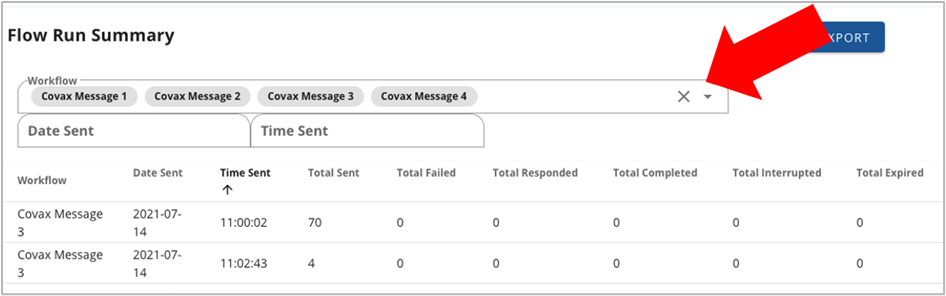 Flow Run Summary
XPORT
Workflow
Covax Message 1 Covax Message 2 Covax Message 3 Covax Message 4
Date Sent Time Sent
Workflow Date Sent Time Sent Total Sent Total Failed Total Responded Total Completed Total Interrupted Total Expired
Covax Message 3 2021-07-14 11:00:02 70 0 0 0 0 0
Covax Message 3 2021-07-14 11:02:43 4 0 0 0 0 0